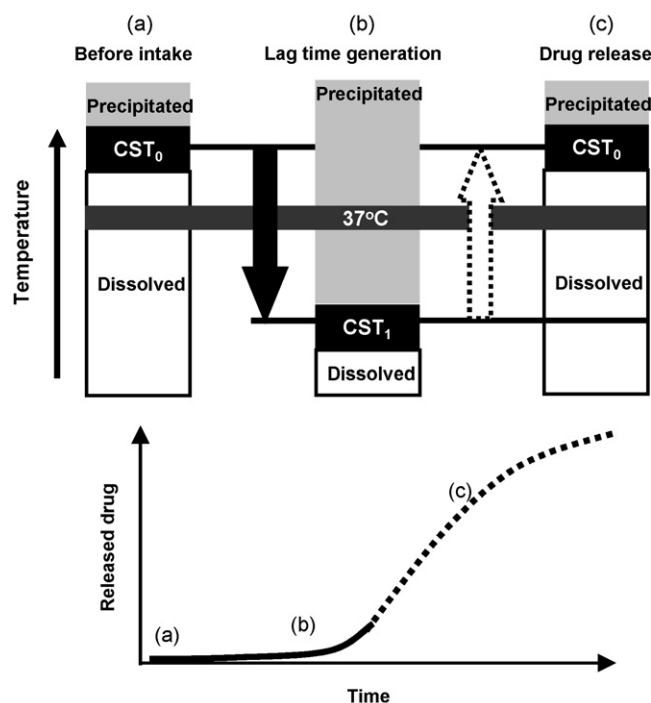 (a) (b) (c)
Before intake Lag time generation Drug release
Precipitated Precipitated Precipitated
CST₀ CST₀
37°C
Temperature
Dissolved Dissolved
CST₁
Dissolved
Released drug
(c)
(b)
(a)
Time